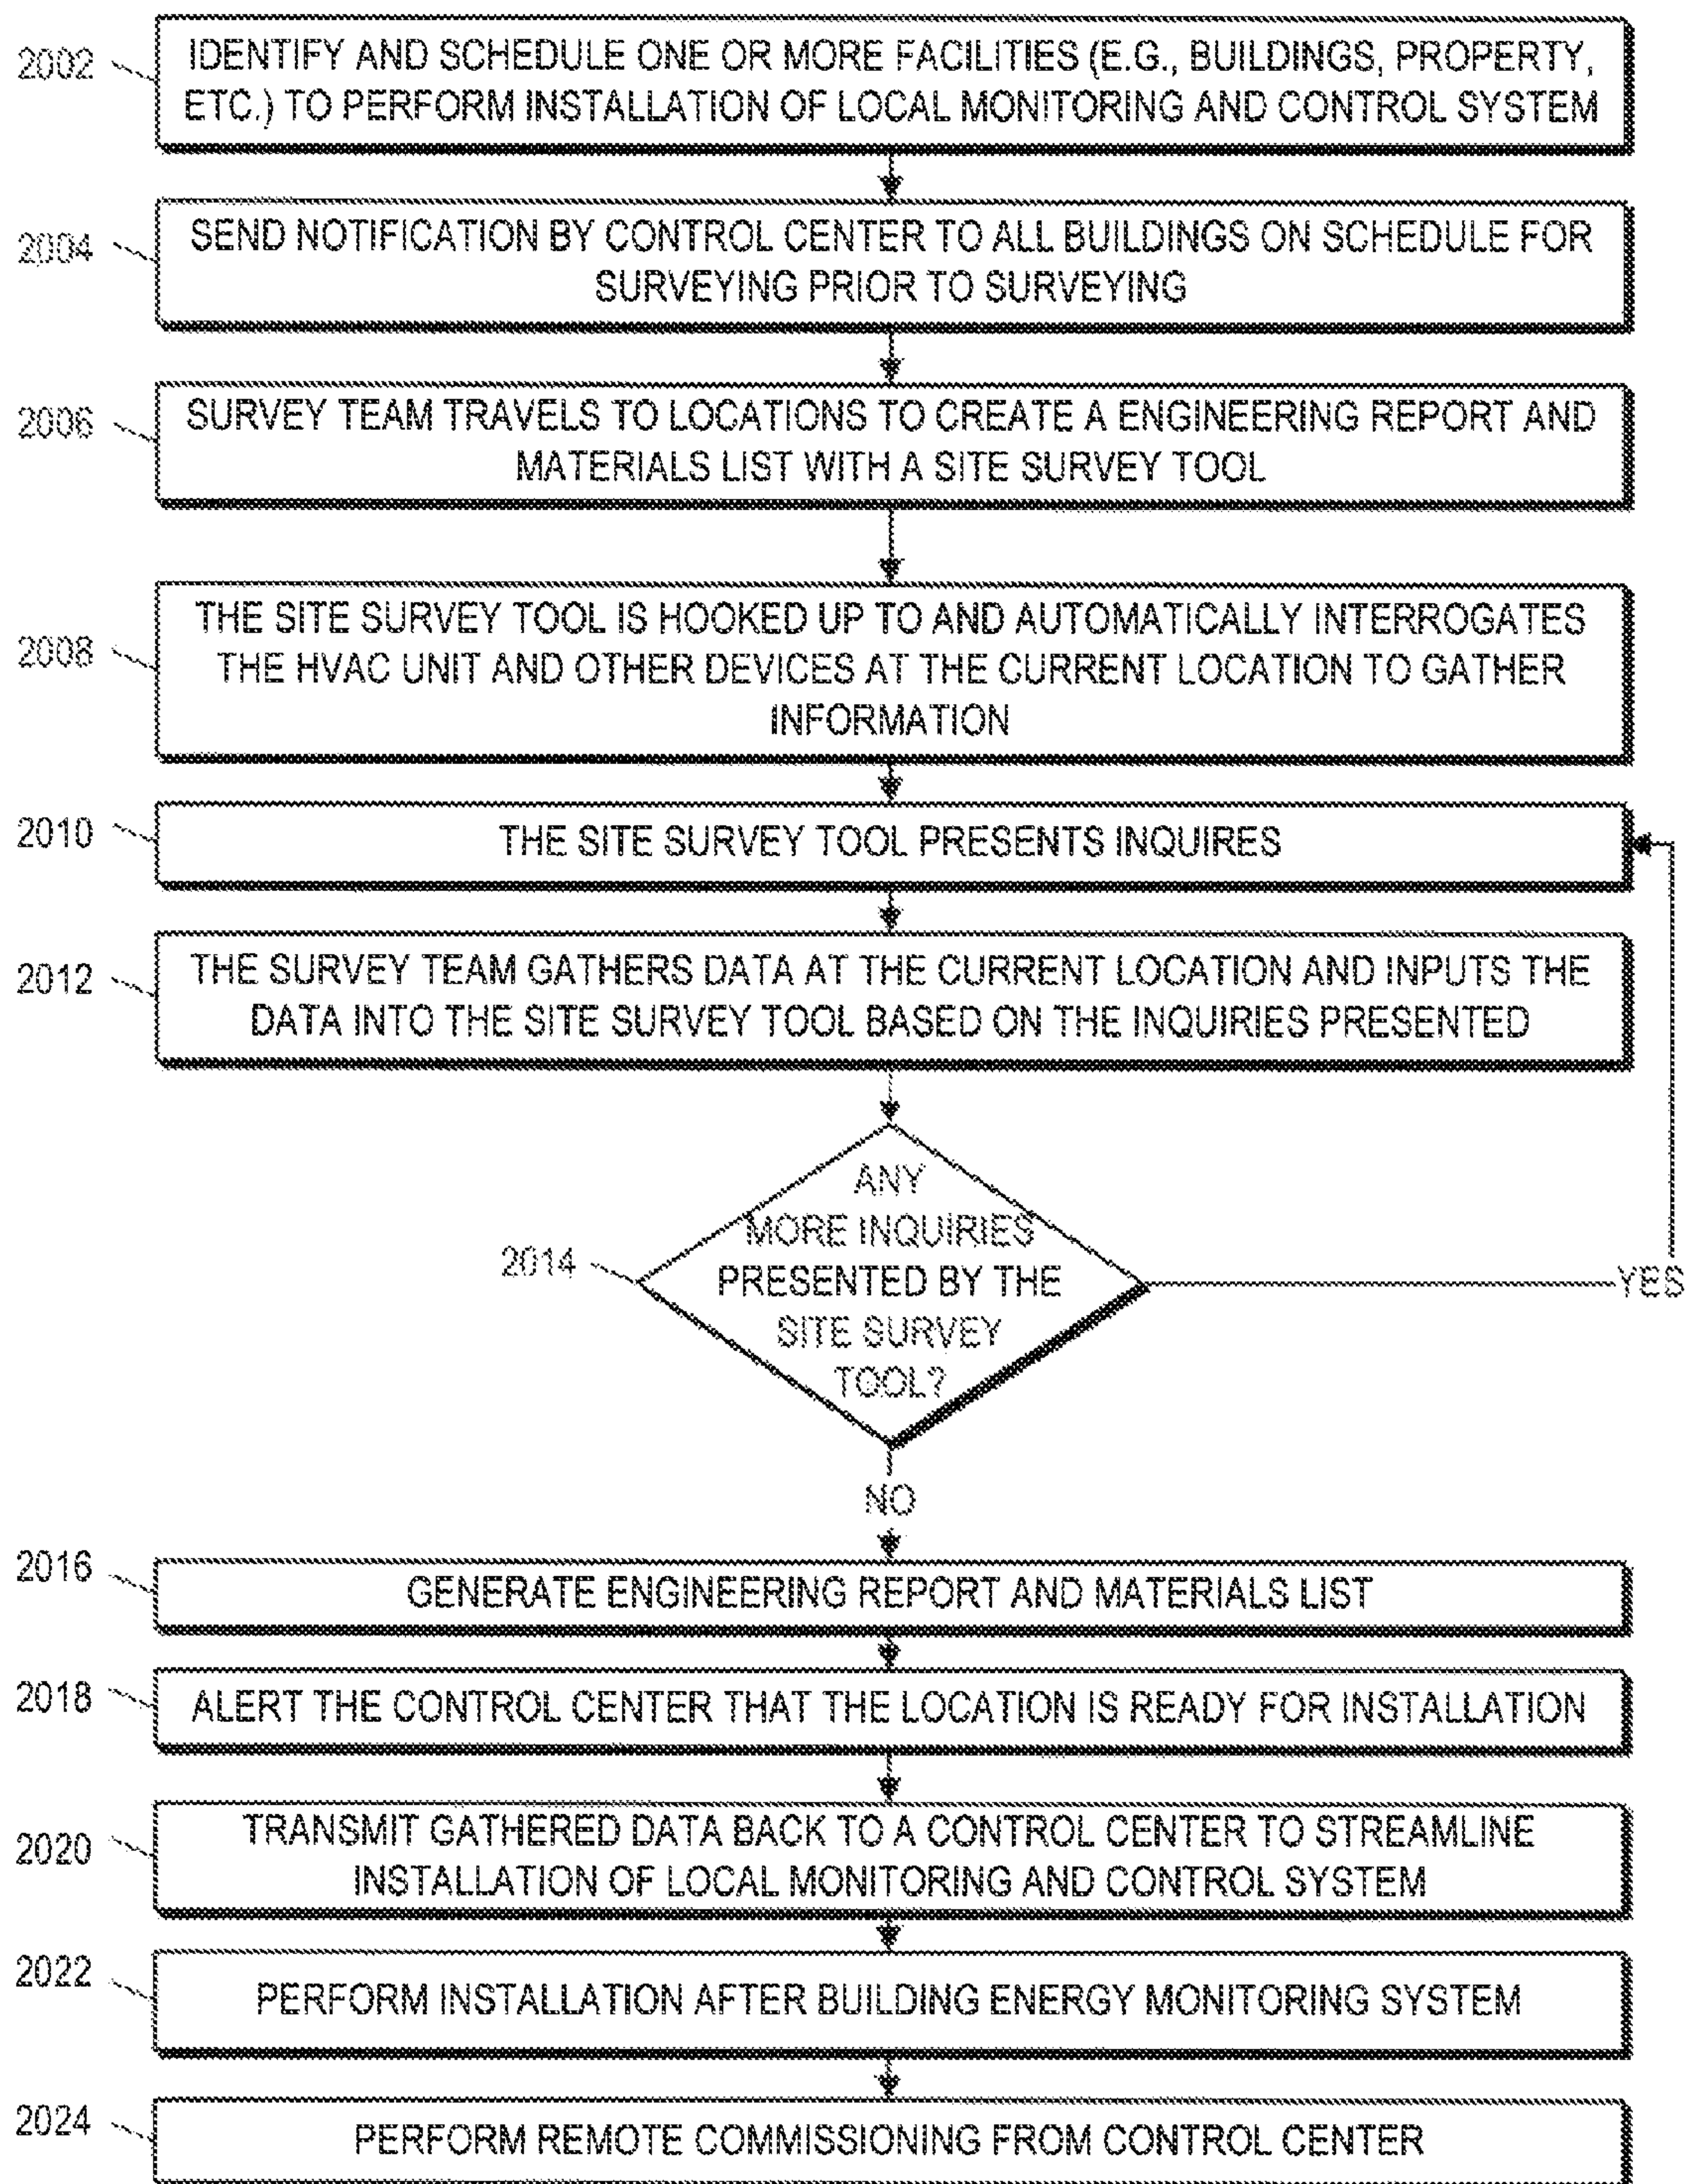 2002
IDENTIFY AND SCHEDULE ONE OR MORE FACILITIES (E.G., BUILDINGS, PROPERTY,
ETC.) TO PERFORM INSTALLATION OF LOCAL MONITORING AND CONTROL SYSTEM
2004
SEND NOTIFICATION BY CONTROL CENTER TO ALL BUILDINGS ON SCHEDULE FOR
SURVEYING PRIOR TO SURVEYING
2006
SURVEY TEAM TRAVELS TO LOCATIONS TO CREATE A ENGINEERING REPORT AND
MATERIALS LIST WITH A SITE SURVEY TOOL
2008
THE SITE SURVEY TOOL IS HOOKED UP TO AND AUTOMATICALLY INTERROGATES
THE HVAC UNIT AND OTHER DEVICES AT THE CURRENT LOCATION TO GATHER
INFORMATION
2010
THE SITE SURVEY TOOL PRESENTS INQUIRES
2012
THE SURVEY TEAM GATHERS DATA AT THE CURRENT LOCATION AND INPUTS THE
DATA INTO THE SITE SURVEY TOOL BASED ON THE INQUIRIES PRESENTED
2014
ANY
MORE INQUIRIES
PRESENTED BY THE
SITE SURVEY
TOOL?
YES
NO
2016
GENERATE ENGINEERING REPORT AND MATERIALS LIST
2018
ALERT THE CONTROL CENTER THAT THE LOCATION IS READY FOR INSTALLATION
2020
TRANSMIT GATHERED DATA BACK TO A CONTROL CENTER TO STREAMLINE
INSTALLATION OF LOCAL MONITORING AND CONTROL SYSTEM
2022
PERFORM INSTALLATION AFTER BUILDING ENERGY MONITORING SYSTEM
2024
PERFORM REMOTE COMMISSIONING FROM CONTROL CENTER